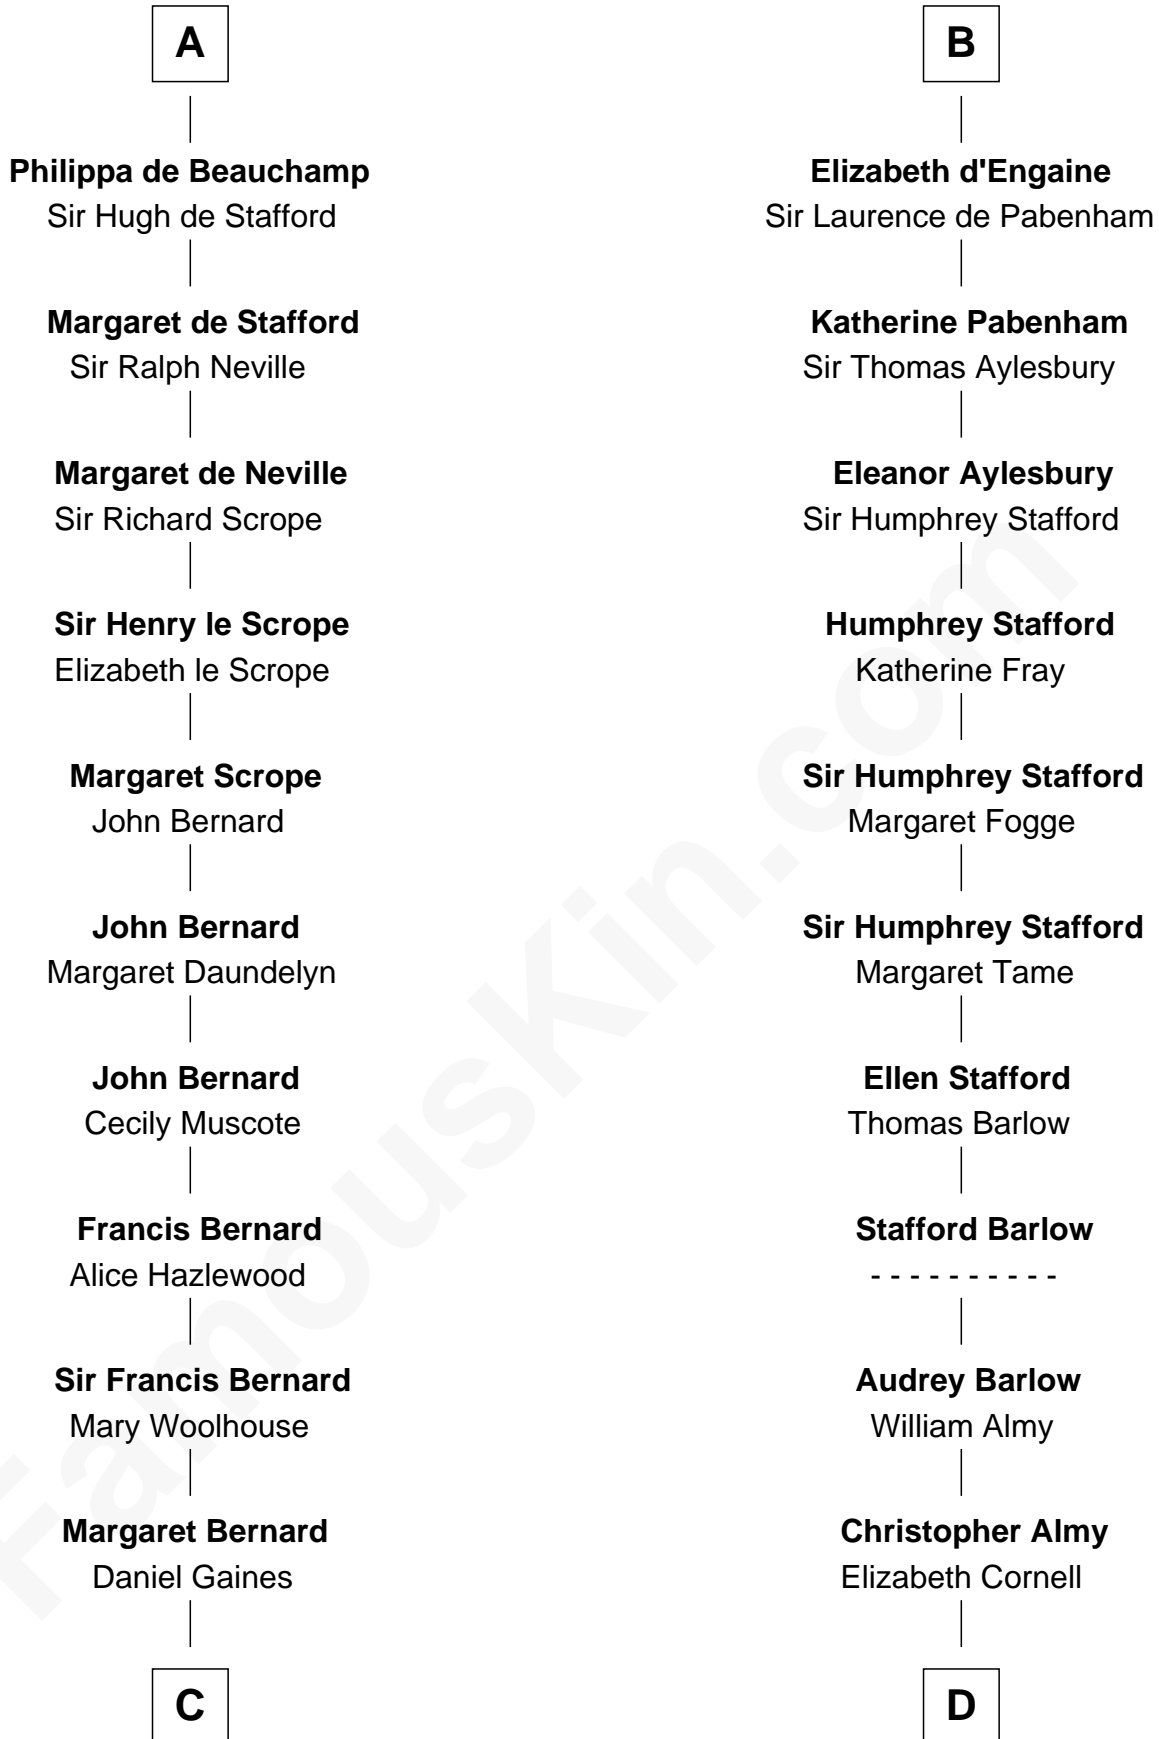 A
Philippa de Beauchamp
Sir Hugh de Stafford
Margaret de Stafford
Sir Ralph Neville
Margaret de Neville
Sir Richard Scrope
Sir Henry le Scrope
Elizabeth le Scrope
Margaret Scrope
John Bernard
John Bernard
Margaret Daundelyn
John Bernard
Cecily Muscote
Francis Bernard
Alice Hazlewood
Sir Francis Bernard
Mary Woolhouse
Margaret Bernard
Daniel Gaines
C
B
Elizabeth d'Engaine
Sir Laurence de Pabenham
Katherine Pabenham
Sir Thomas Aylesbury
Eleanor Aylesbury
Sir Humphrey Stafford
Humphrey Stafford
Katherine Fray
Sir Humphrey Stafford
Margaret Fogge
Sir Humphrey Stafford
Margaret Tame
Ellen Stafford
Thomas Barlow
Stafford Barlow
- - - - - - - - - -
Audrey Barlow
William Almy
Christopher Almy
Elizabeth Cornell
D
FamousKin.com